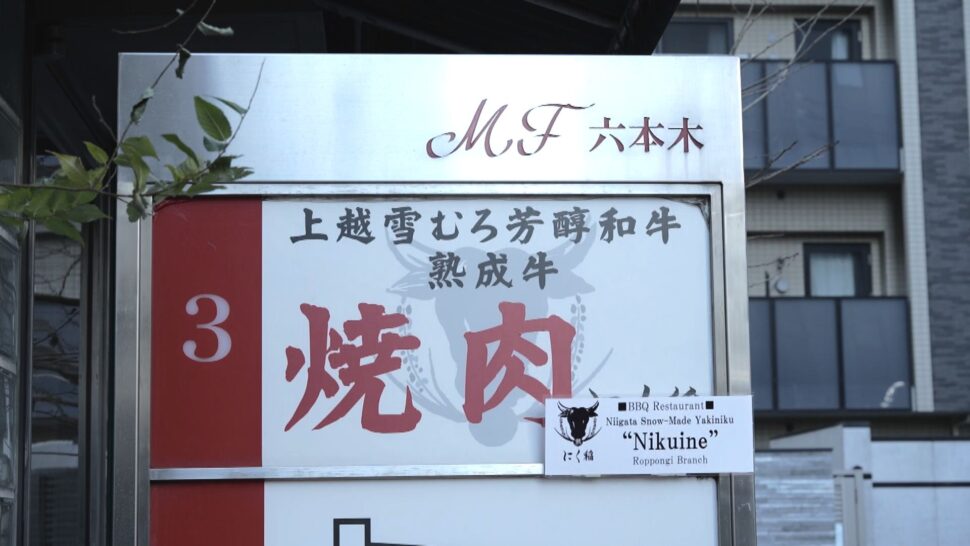 MF 六本木
上越雪むろ芳醇和牛
熟成牛
3
焼肉
■BBQ Restaurant■
Niigata Snow-Made Yakiniku
“Nikuine”
Roppongi Branch
にく稲